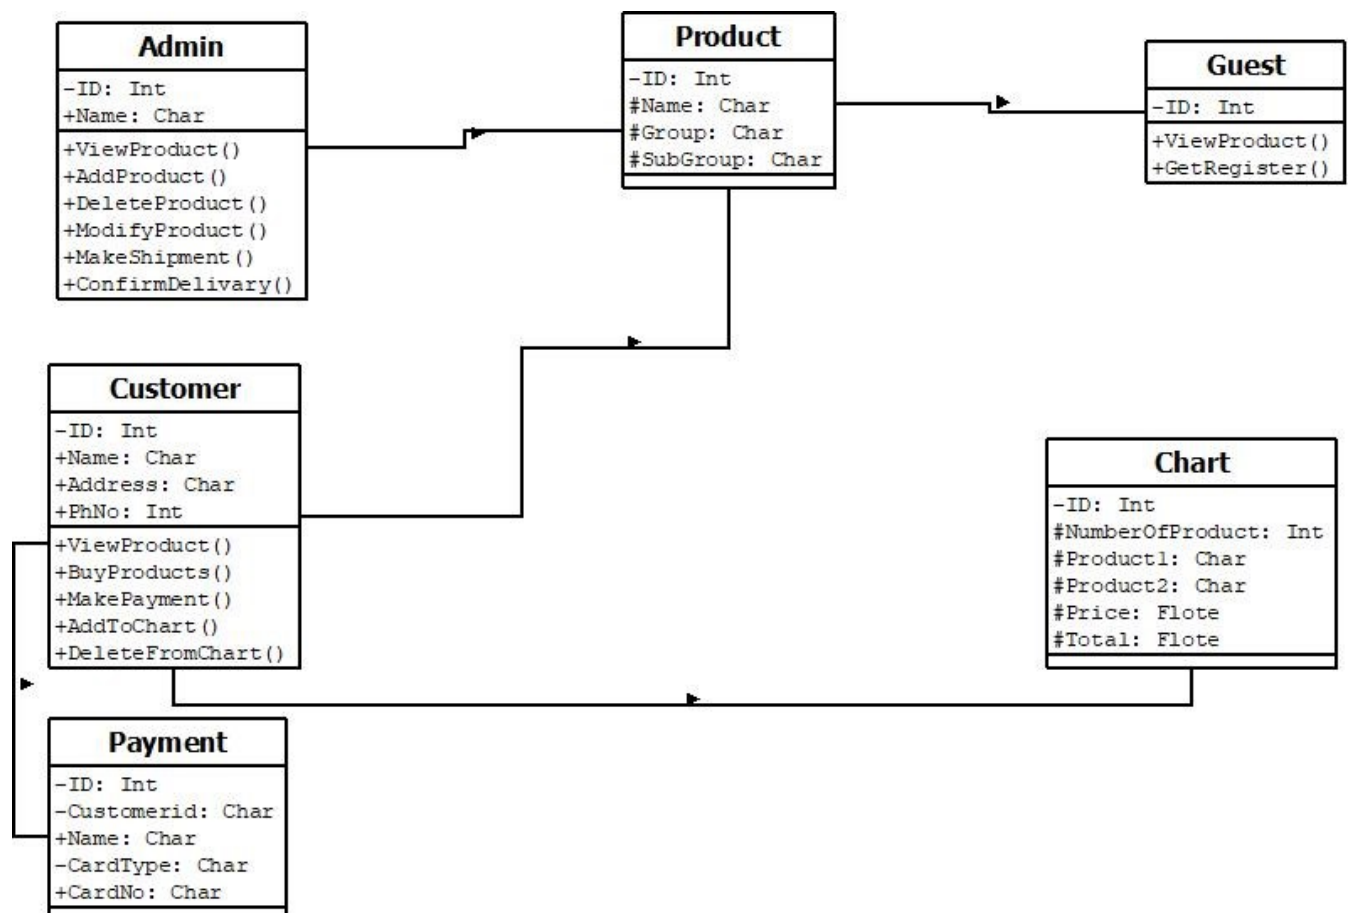 Admin
-ID: Int
+Name: Char
+ViewProduct()
+AddProduct()
+DeleteProduct()
+ModifyProduct()
+MakeShipment()
+ConfirmDelivary()
Product
-ID: Int
#Name: Char
#Group: Char
#SubGroup: Char
Guest
-ID: Int
+ViewProduct()
+GetRegister()
Customer
-ID: Int
+Name: Char
+Address: Char
+PhNo: Int
+ViewProduct()
+BuyProducts()
+MakePayment()
+AddToChart()
+DeleteFromChart()
Chart
-ID: Int
#NumberOfProduct: Int
#Product1: Char
#Product2: Char
#Price: Flote
#Total: Flote
Payment
-ID: Int
-Customerid: Char
+Name: Char
-CardType: Char
+CardNo: Char